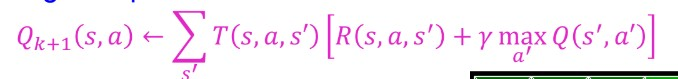 Q_{k+1}(s, a) ← ∑_{s'} T(s, a, s') [R(s, a, s') + γ max_{a'} Q(s', a')]